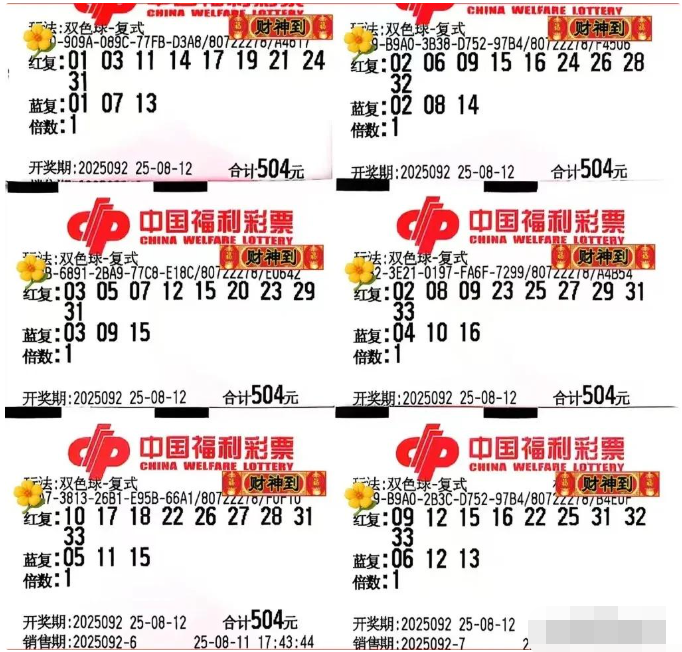 玩法:双色球-复式
财神到
-909A-089C-77FB-D3A8/80722278/A4617
红复:01 03 11 14 17 19 21 24
31
蓝复:01 07 13
倍数:1
开奖期:2025092 25-08-12 合计504元
CHINA WELFARE LOTTERY
玩法:双色球-复式
财神到
9-B9A0-3B38-D752-97B4/80722278/F4506
红复:02 06 09 15 16 24 26 28
32
蓝复:02 08 14
倍数:1
开奖期:2025092 25-08-12 合计504元
中国福利彩票
CHINA WELFARE LOTTERY
玩法:双色球-复式
财神到
B-6891-2BA9-77C8-E18C/80722278/E0642
红复:03 05 07 12 15 20 23 29
31
蓝复:03 09 15
倍数:1
开奖期:2025092 25-08-12 合计504元
中国福利彩票
CHINA WELFARE LOTTERY
玩法:双色球-复式
财神到
2-3E21-0197-FA6F-7299/80722278/A4B54
红复:02 08 09 23 25 27 29 31
33
蓝复:04 10 16
倍数:1
开奖期:2025092 25-08-12 合计504元
中国福利彩票
CHINA WELFARE LOTTERY
玩法:双色球-复式
财神到
A7-3813-26B1-E95B-66A1/80722278/
红复:10 17 18 22 26 27 28 31
33
蓝复:05 11 15
倍数:1
开奖期:2025092 25-08-12 合计504元
销售期:2025092-6 25-08-11 17:43:44
中国福利彩票
CHINA WELFARE LOTTERY
玩法:双色球-复式
财神到
9-B9A0-2B3C-D752-97B4/80722278/
红复:09 12 15 16 22 25 31 32
33
蓝复:06 12 13
倍数:1
开奖期:2025092 25-08-12
销售期:2025092-7